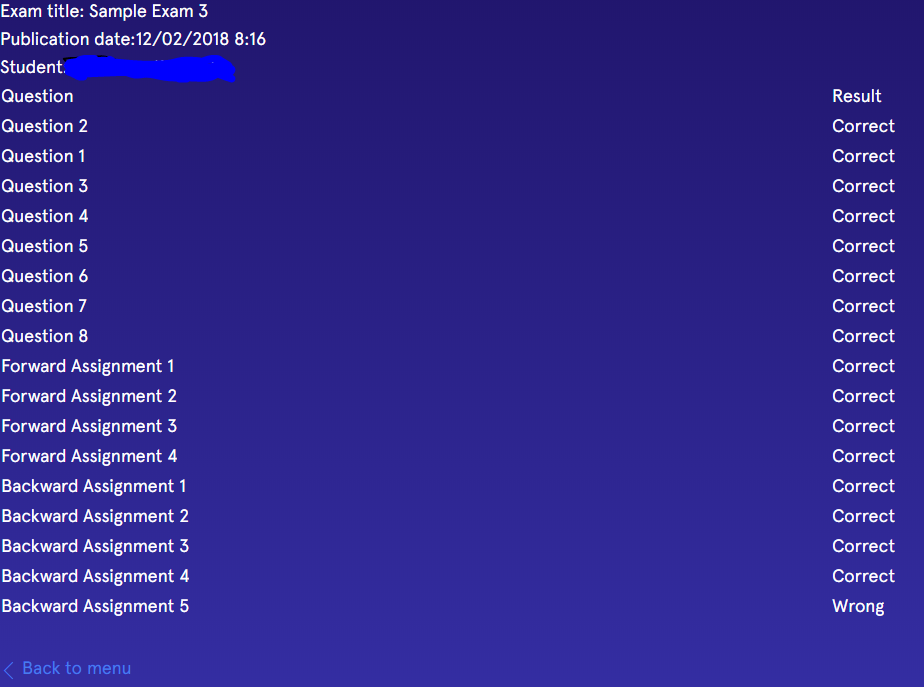 Exam title: Sample Exam 3
Publication date:12/02/2018 8:16
Student:
Question Result
Question 2 Correct
Question 1 Correct
Question 3 Correct
Question 4 Correct
Question 5 Correct
Question 6 Correct
Question 7 Correct
Question 8 Correct
Forward Assignment 1 Correct
Forward Assignment 2 Correct
Forward Assignment 3 Correct
Forward Assignment 4 Correct
Backward Assignment 1 Correct
Backward Assignment 2 Correct
Backward Assignment 3 Correct
Backward Assignment 4 Correct
Backward Assignment 5 Wrong
Back to menu